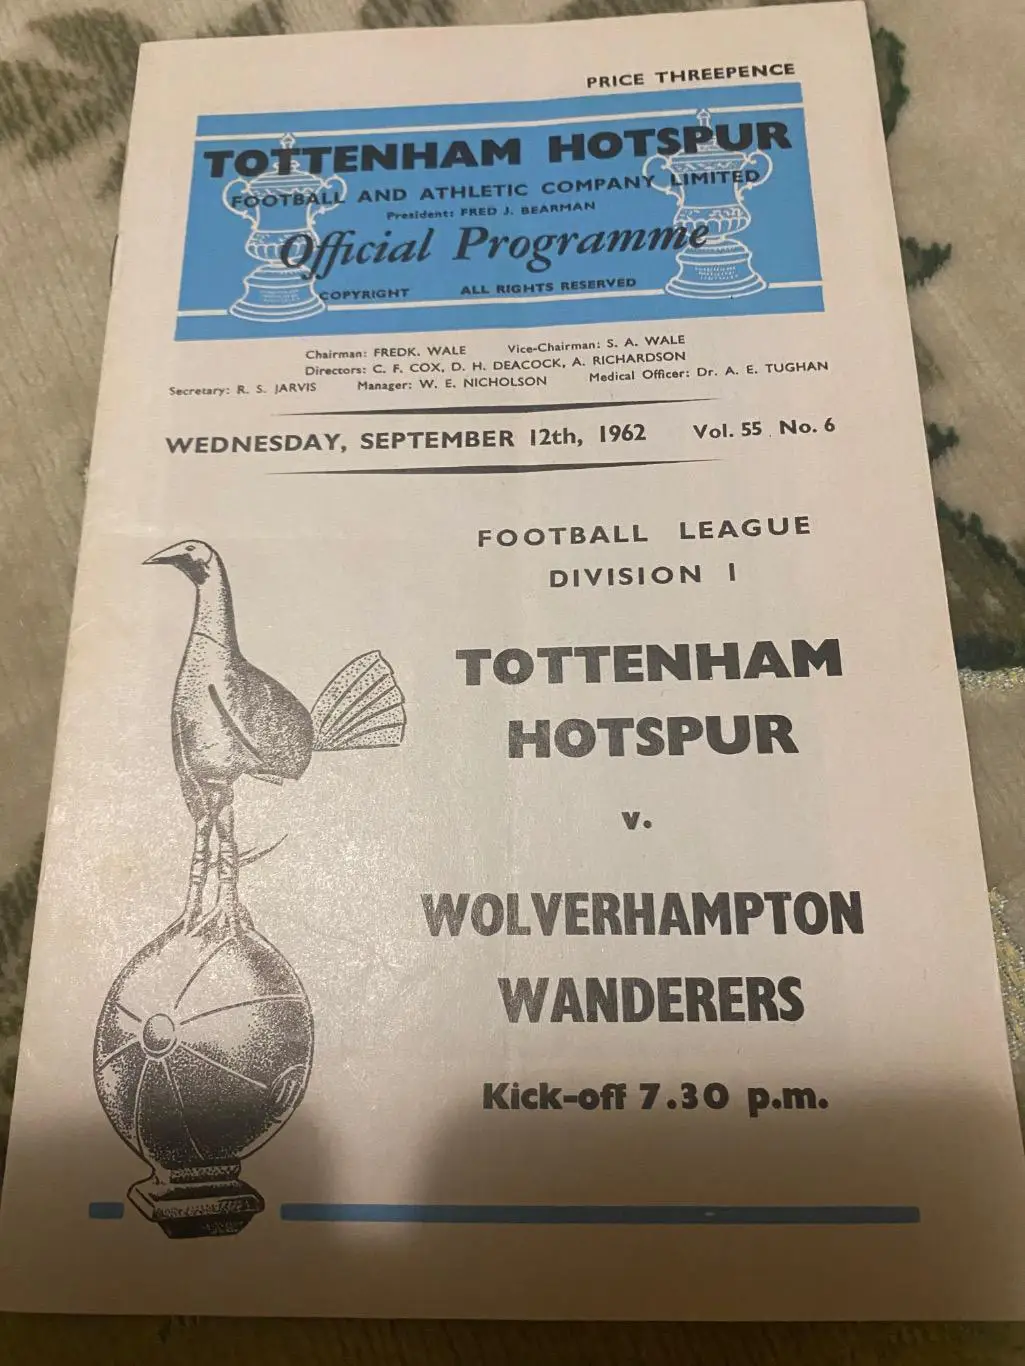 PRICE THREEPENCE
TOTTENHAM HOTSPUR
FOOTBALL AND ATHLETIC COMPANY LIMITED
President: FRED J. BEARMAN
Official Programme
COPYRIGHT ALL RIGHTS RESERVED
Chairman: FREDK. WALE Vice-Chairman: S. A. WALE
Directors: C. F. COX, D. H. DEACOCK, A. RICHARDSON
Secretary: R. S. JARVIS Manager: W. E. NICHOLSON Medical Officer: Dr. A. E. TUGHAN
WEDNESDAY, SEPTEMBER 12th, 1962 Vol. 55 No. 6
FOOTBALL LEAGUE
DIVISION I
TOTTENHAM
HOTSPUR
v.
WOLVERHAMPTON
WANDERERS
Kick-off 7.30 p.m.